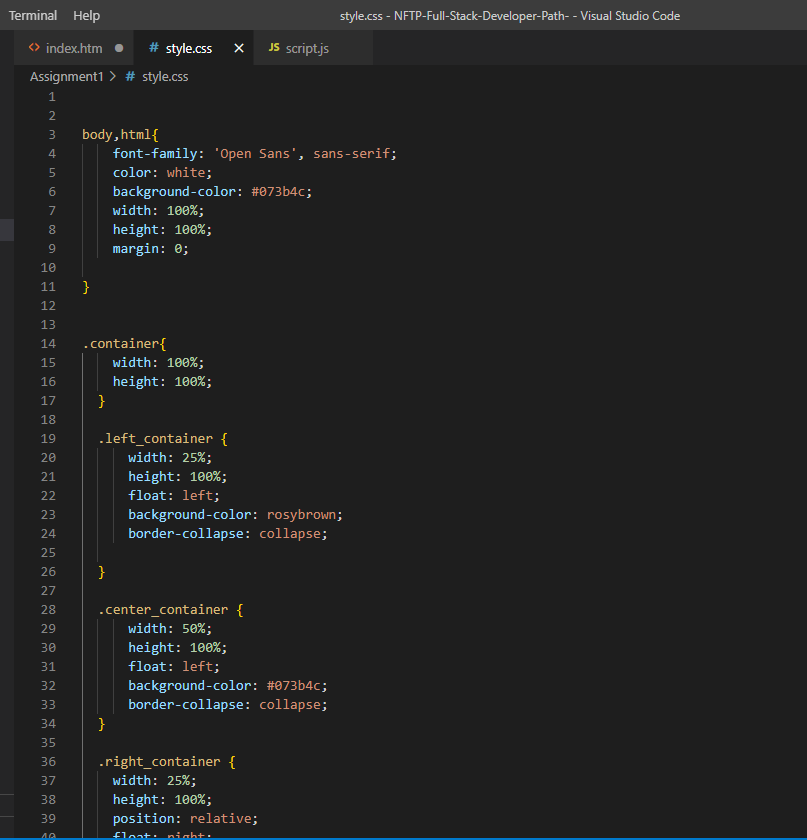 Terminal Help style.css - NFTP-Full-Stack-Developer-Path- - Visual Studio Code
<> index.htm ● # style.css × JS script.js
Assignment1 > # style.css
1
2
3 body,html{
4 font-family: 'Open Sans', sans-serif;
5 color: white;
6 background-color: #073b4c;
7 width: 100%;
8 height: 100%;
9 margin: 0;
10
11 }
12
13
14 .container{
15 width: 100%;
16 height: 100%;
17 }
18
19 .left_container {
20 width: 25%;
21 height: 100%;
22 float: left;
23 background-color: rosybrown;
24 border-collapse: collapse;
25
26 }
27
28 .center_container {
29 width: 50%;
30 height: 100%;
31 float: left;
32 background-color: #073b4c;
33 border-collapse: collapse;
34 }
35
36 .right_container {
37 width: 25%;
38 height: 100%;
39 position: relative;
40 float: right;